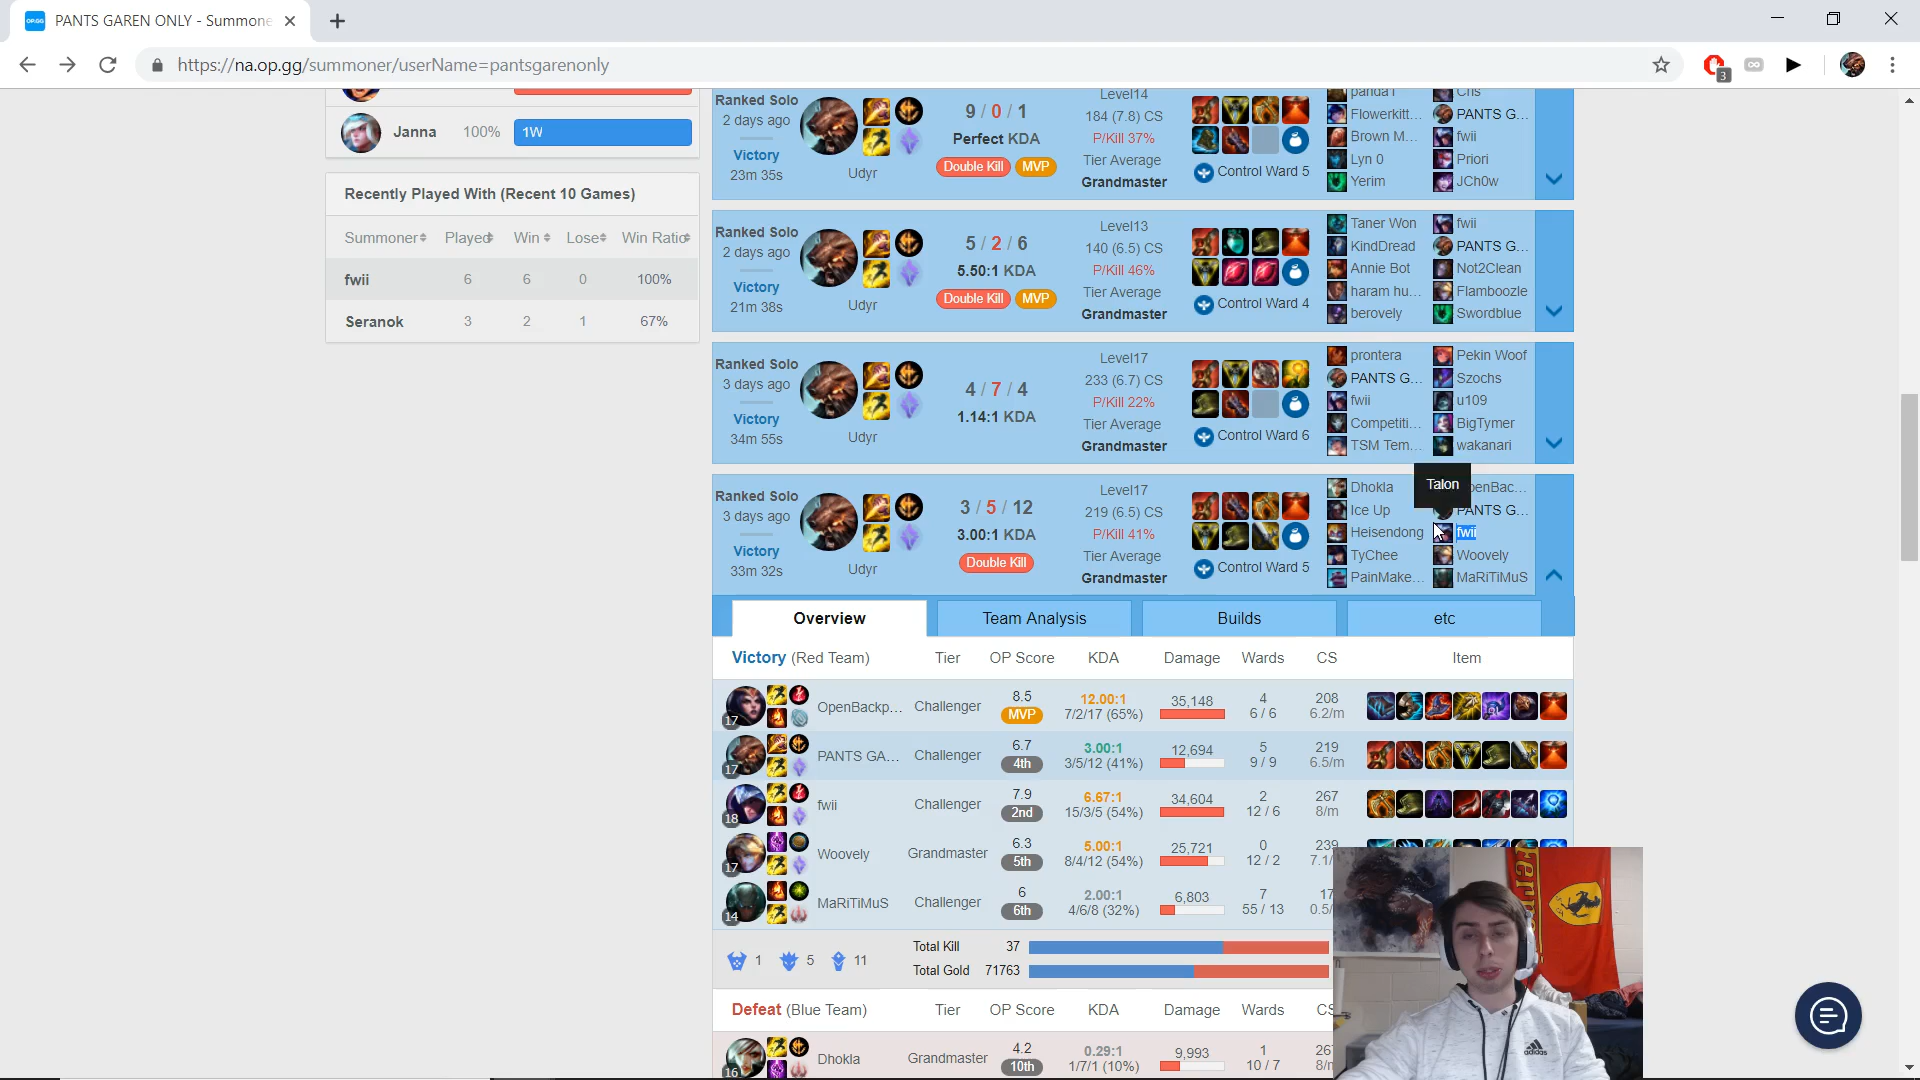 PANTS GAREN ONLY - Summone
https://na.op.gg/summoner/userName=pantsgarenonly
3
Janna 100% 1W
Recently Played With (Recent 10 Games)
Summoner Played Win Lose Win Ratio
fwii 6 6 0 100%
Seranok 3 2 1 67%
Ranked Solo
2 days ago
Victory
23m 35s
Udyr
9 / 0 / 1
Perfect KDA
Double Kill MVP
Level14
184 (7.8) CS
P/Kill 37%
Tier Average
Grandmaster
Control Ward 5
Flowerkitt... PANTS G...
Brown M... fwii
Lyn 0 Priori
Yerim JCh0w
Ranked Solo
2 days ago
Victory
21m 38s
Udyr
5 / 2 / 6
5.50:1 KDA
Double Kill MVP
Level13
140 (6.5) CS
P/Kill 46%
Tier Average
Grandmaster
Control Ward 4
Taner Won fwii
KindDread PANTS G...
Annie Bot Not2Clean
haram hu... Flamboozle
berovely Swordblue
Ranked Solo
3 days ago
Victory
34m 55s
Udyr
4 / 7 / 4
1.14:1 KDA
Level17
233 (6.7) CS
P/Kill 22%
Tier Average
Grandmaster
Control Ward 6
prontera Pekin Woof
PANTS G... Szochs
fwii u109
Competiti... BigTymer
TSM Tem... wakanari
Talon
Ranked Solo
3 days ago
Victory
33m 32s
Udyr
3 / 5 / 12
3.00:1 KDA
Double Kill
Level17
219 (6.5) CS
P/Kill 41%
Tier Average
Grandmaster
Control Ward 5
Dhokla penBac...
Ice Up PANTS G...
Heisendong fwii
TyChee Woovely
PainMake... MaRiTiMuS
Overview Team Analysis Builds etc
Victory (Red Team) Tier OP Score KDA Damage Wards CS Item
17 OpenBackp... Challenger 8.5 MVP 12.00:1 7/2/17 (65%) 35,148 4 6 / 6 208 6.2/m
17 PANTS GA... Challenger 6.7 4th 3.00:1 3/5/12 (41%) 12,694 5 9 / 9 219 6.5/m
18 fwii Challenger 7.9 2nd 6.67:1 15/3/5 (54%) 34,604 2 12 / 6 267 8/m
17 Woovely Grandmaster 6.3 5th 5.00:1 8/4/12 (54%) 25,721 0 12 / 2 239 7.1/
14 MaRiTiMuS Challenger 6 6th 2.00:1 4/6/8 (32%) 6,803 7 55 / 13 17 0.5/
1 5 11
Total Kill 37
Total Gold 71763
Defeat (Blue Team) Tier OP Score KDA Damage Wards CS
16 Dhokla Grandmaster 4.2 10th 0.29:1 1/7/1 (10%) 9,993 1 10 / 7 26 8/
adidas